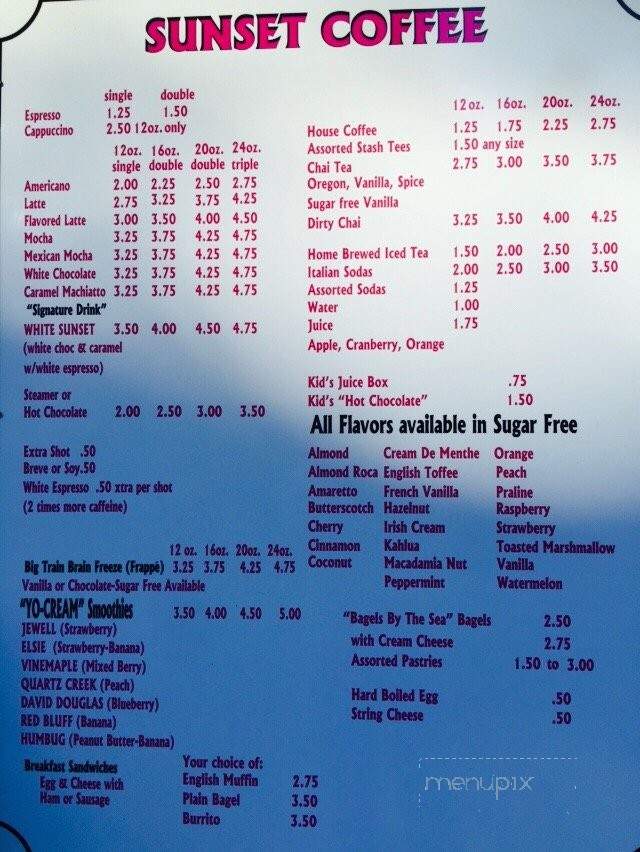 SUNSET COFFEE
single double
Espresso 1.25 1.50
Cappuccino 2.50 12oz. only
12oz. 16oz. 20oz. 24oz.
single double double triple
Americano 2.00 2.25 2.50 2.75
Latte 2.75 3.25 3.75 4.25
Flavored Latte 3.00 3.50 4.00 4.50
Mocha 3.25 3.75 4.25 4.75
Mexican Mocha 3.25 3.75 4.25 4.75
White Chocolate 3.25 3.75 4.25 4.75
Caramel Machiatto 3.25 3.75 4.25 4.75
"Signature Drink"
WHITE SUNSET 3.50 4.00 4.50 4.75
(white choc & caramel
w/white espresso)
Steamer or
Hot Chocolate 2.00 2.50 3.00 3.50
Extra Shot .50
Breve or Soy.50
White Espresso .50 xtra per shot
(2 times more caffeine)
12 oz. 16oz. 20oz. 24oz.
Big Train Brain Freeze (Frappé) 3.25 3.75 4.25 4.75
Vanilla or Chocolate-Sugar Free Available
"YO-CREAM" Smoothies 3.50 4.00 4.50 5.00
JEWELL (Strawberry)
ELSIE (Strawberry-Banana)
VINEMAPLE (Mixed Berry)
QUARTZ CREEK (Peach)
DAVID DOUGLAS (Blueberry)
RED BLUFF (Banana)
HUMBUG (Peanut Butter-Banana)
Breakfast Sandwiches Your choice of:
Egg & Cheese with English Muffin 2.75
Ham or Sausage Plain Bagel 3.50
Burrito 3.50
12oz. 16oz. 20oz. 24oz.
House Coffee 1.25 1.75 2.25 2.75
Assorted Stash Tees 1.50 any size
Chai Tea 2.75 3.00 3.50 3.75
Oregon, Vanilla, Spice
Sugar free Vanilla
Dirty Chai 3.25 3.50 4.00 4.25
Home Brewed Iced Tea 1.50 2.00 2.50 3.00
Italian Sodas 2.00 2.50 3.00 3.50
Assorted Sodas 1.25
Water 1.00
Juice 1.75
Apple, Cranberry, Orange
Kid's Juice Box .75
Kid's "Hot Chocolate" 1.50
All Flavors available in Sugar Free
Almond Cream De Menthe Orange
Almond Roca English Toffee Peach
Amaretto French Vanilla Praline
Butterscotch Hazelnut Raspberry
Cherry Irish Cream Strawberry
Cinnamon Kahlua Toasted Marshmallow
Coconut Macadamia Nut Vanilla
Peppermint Watermelon
"Bagels By The Sea" Bagels 2.50
with Cream Cheese 2.75
Assorted Pastries 1.50 to 3.00
Hard Boiled Egg .50
String Cheese .50
menupix